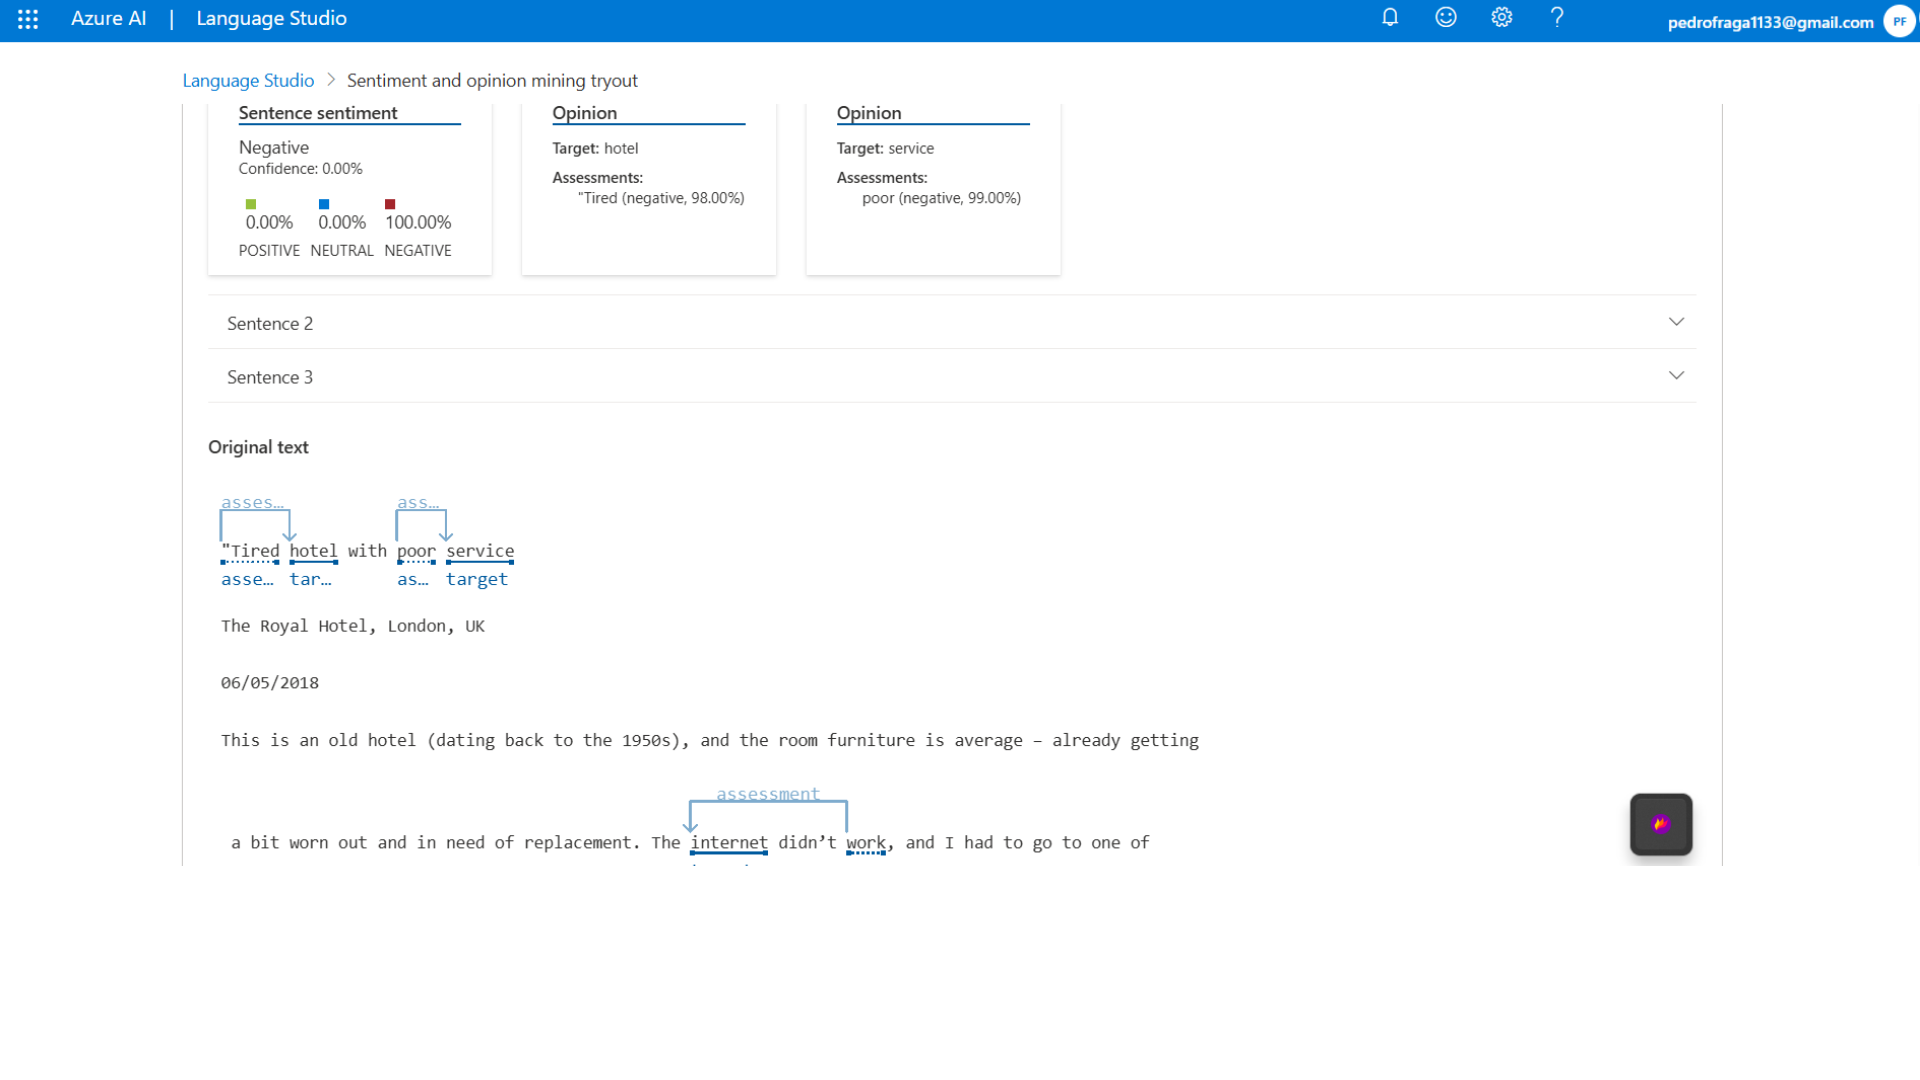 Azure AI | Language Studio
pedrofraga1133@gmail.com PF
Language Studio > Sentiment and opinion mining tryout
Sentence sentiment
Negative
Confidence: 0.00%
0.00% 0.00% 100.00%
POSITIVE NEUTRAL NEGATIVE
Opinion
Target: hotel
Assessments:
"Tired (negative, 98.00%)
Opinion
Target: service
Assessments:
poor (negative, 99.00%)
Sentence 2
Sentence 3
Original text
asses… ass…
"Tired hotel with poor service
asse… tar… as… target
The Royal Hotel, London, UK
06/05/2018
This is an old hotel (dating back to the 1950s), and the room furniture is average – already getting
assessment
a bit worn out and in need of replacement. The internet didn’t work, and I had to go to one of